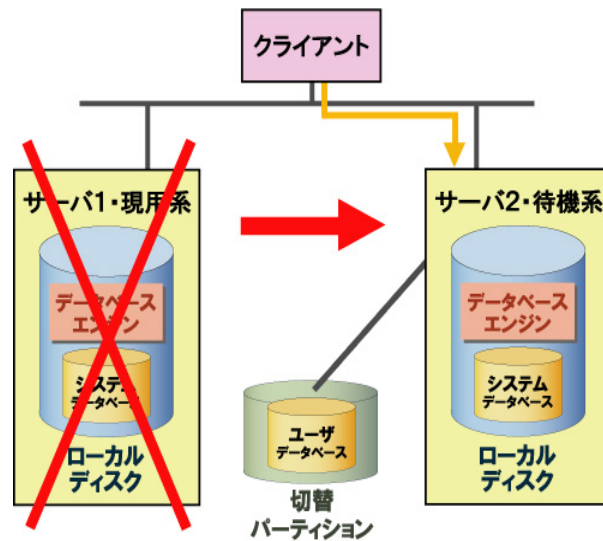 クライアント
サーバ1・現用系
データベース
エンジン
システム
データベース
ローカル
ディスク
サーバ2・待機系
データベース
エンジン
システム
データベース
ローカル
ディスク
ユーザ
データベース
切替
パーティション